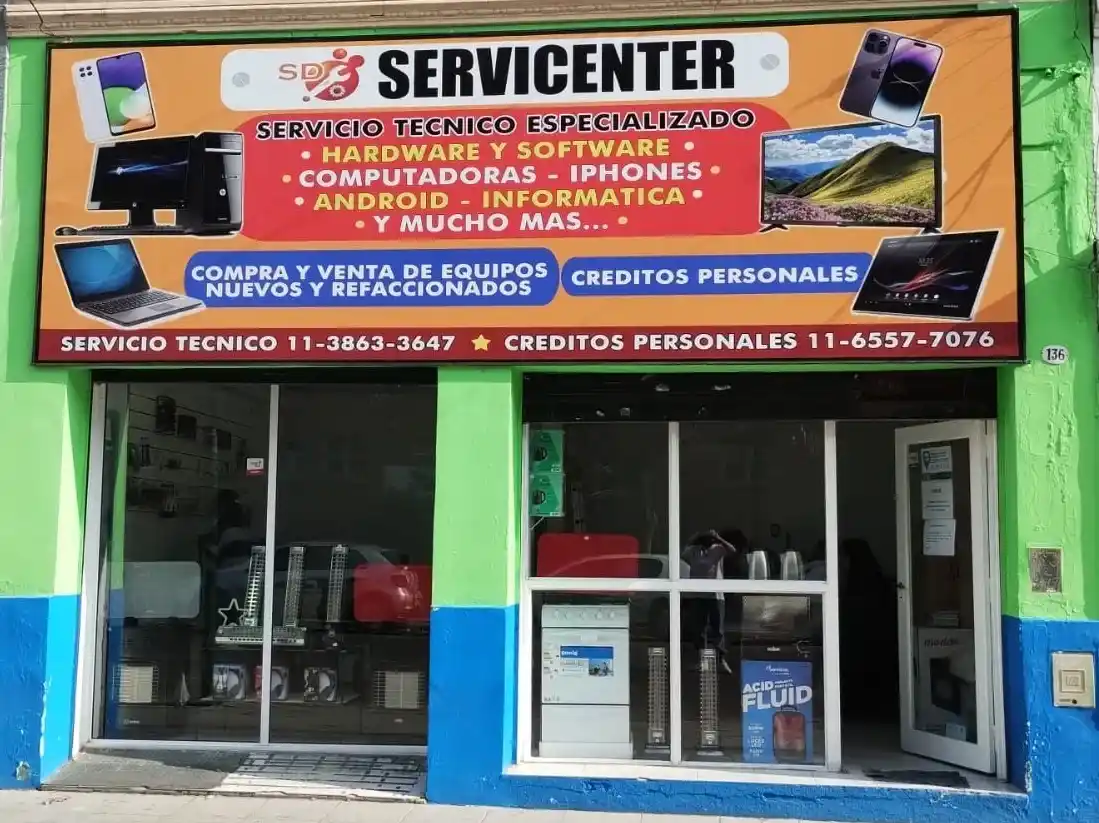 SD SERVICENTER
SERVICIO TECNICO ESPECIALIZADO
• HARDWARE Y SOFTWARE •
• COMPUTADORAS - IPHONES •
• ANDROID - INFORMATICA •
• Y MUCHO MAS... •
COMPRA Y VENTA DE EQUIPOS
NUEVOS Y REFACCIONADOS
CREDITOS PERSONALES
SERVICIO TECNICO 11-3863-3647 ★ CREDITOS PERSONALES 11-6557-7076
136
ACID
FLUID